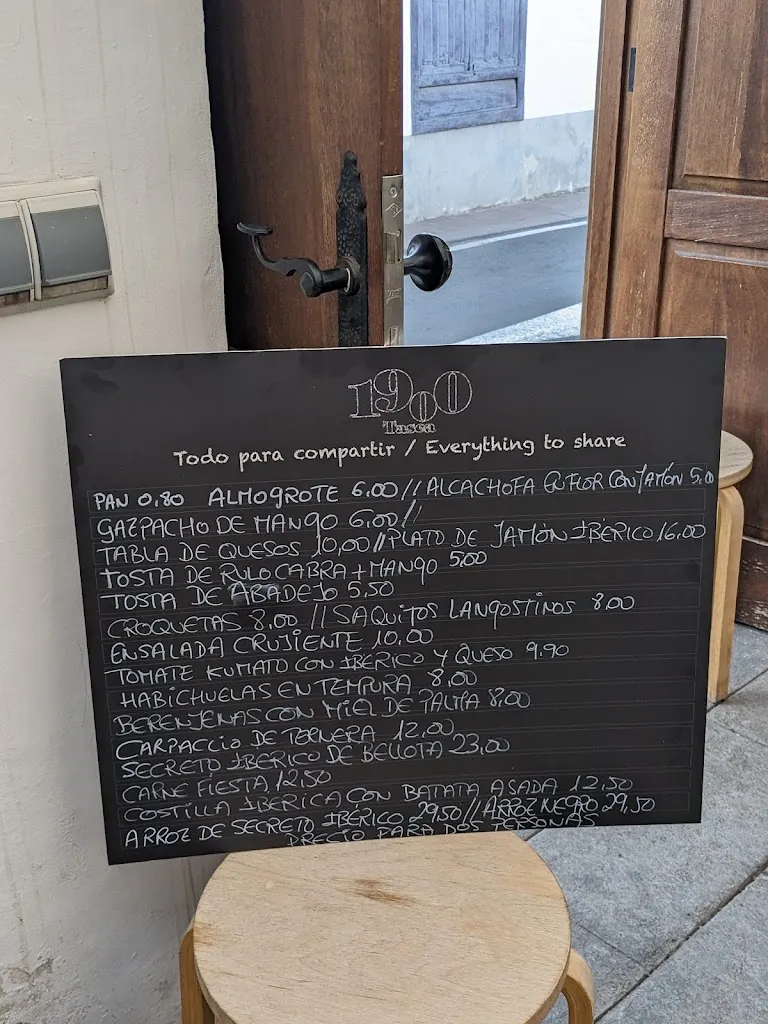 1900
Tasca
Todo para compartir / Everything to share
PAN 0.80 ALMOGROTE 6.00 // ALCACHOFA EN FLOR CON JAMÓN 5,00
GAZPACHO DE MANGO 6.00 //
TABLA DE QUESOS 10,00 // PLATO DE JAMÓN IBÉRICO 16.00
TOSTA DE RULO CABRA + MANGO 5,00
TOSTA DE ABADEJO 5.50
CROQUETAS 8,00 // SAQUITOS LANGOSTINOS 8,00
ENSALADA CRUJIENTE 10,00
TOMATE KUMATO CON IBÉRICO Y QUESO 9.90
HABICHUELAS EN TEMPURA 8,00
BERENJENAS CON MIEL DE PALMA 8,00
CARPACCIO DE TERNERA 12,00
SECRETO IBÉRICO DE BELLOTA 23,00
CARNE FIESTA 12,50
COSTILLA IBÉRICA CON BATATA ASADA 12,50
ARROZ DE SECRETO IBÉRICO 29,50 // ARROZ NEGRO 29,50
PRECIO PARA DOS PERSONAS